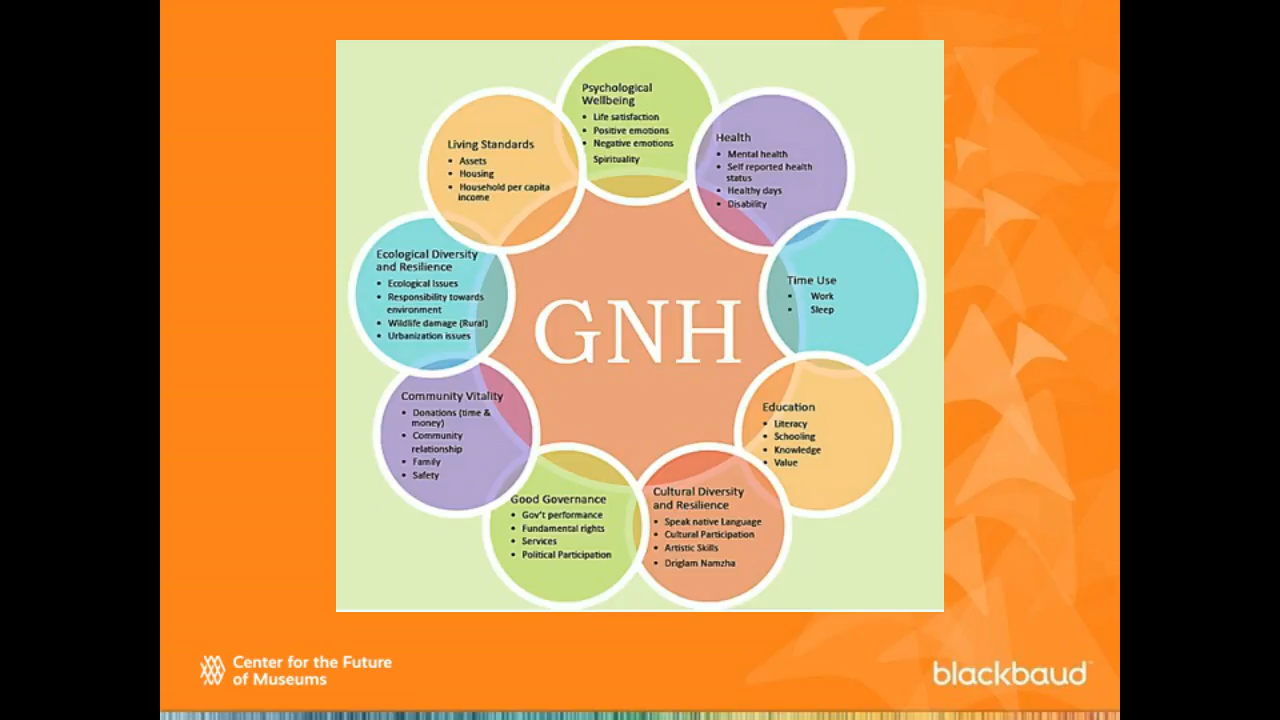 Psychological
Wellbeing
• Life satisfaction
• Positive emotions
• Negative emotions
Spirituality
Health
• Mental health
• Self reported health
status
• Healthy days
• Disability
Time Use
• Work
• Sleep
Education
• Literacy
• Schooling
• Knowledge
• Value
Cultural Diversity
and Resilience
• Speak native Language
• Cultural Participation
• Artistic Skills
• Driglam Namzha
Good Governance
• Gov't performance
• Fundamental rights
• Services
• Political Participation
Community Vitality
• Donations (time &
money)
• Community
relationship
• Family
• Safety
Ecological Diversity
and Resilience
• Ecological Issues
• Responsibility towards
environment
• Wildlife damage (Rural)
• Urbanization issues
Living Standards
• Assets
• Housing
• Household per capita
income
GNH
Center for the Future
of Museums
blackbaud